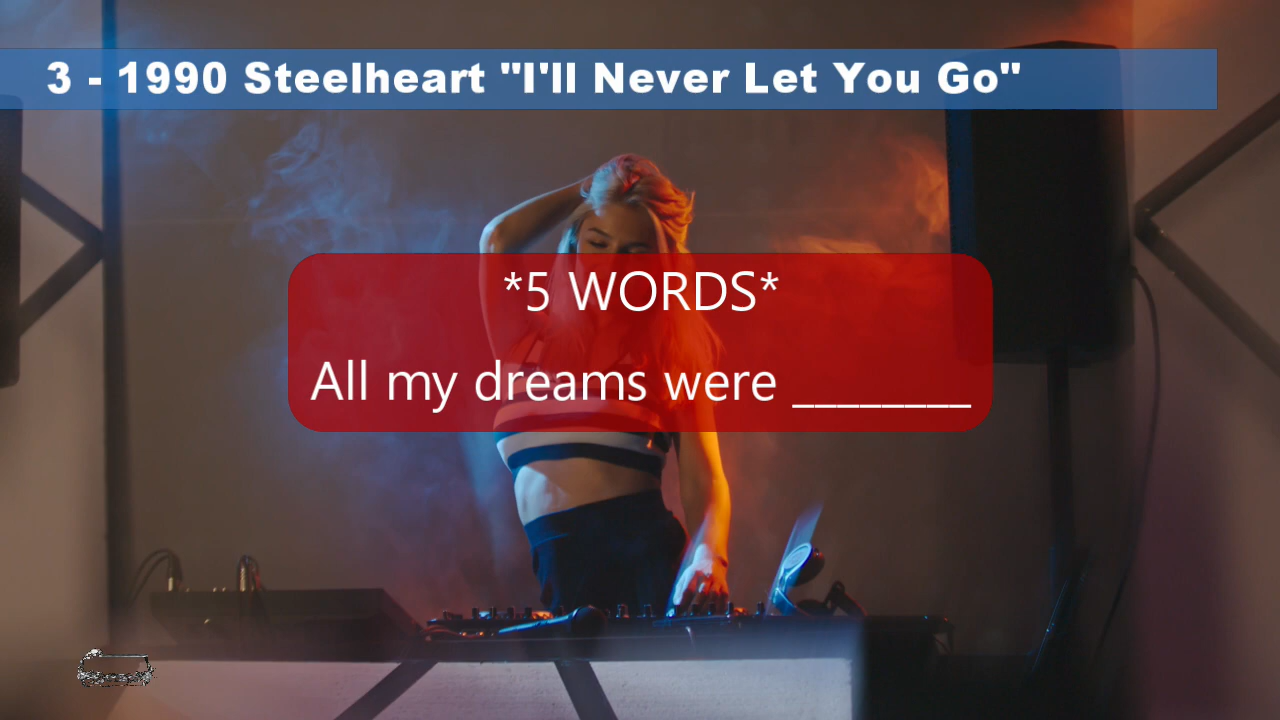 3 - 1990 Steelheart "I'll Never Let You Go"
*5 WORDS*
All my dreams were ________